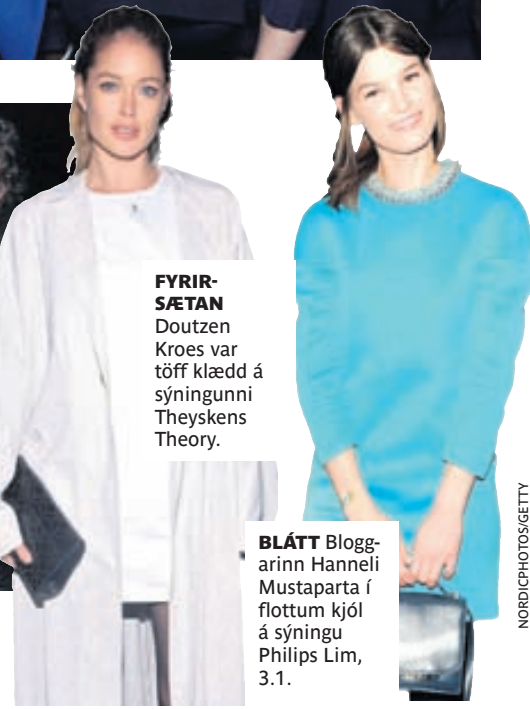 FYRIR-
SÆTAN
Doutzen
Kroes var
töff klædd á
sýningunni
Theyskens
Theory.
BLÁTT Blogg-
arinn Hanneli
Mustaparta í
flottum kjól
á sýningu
Philips Lim,
3.1.
NORDICPHOTOS/GETTY